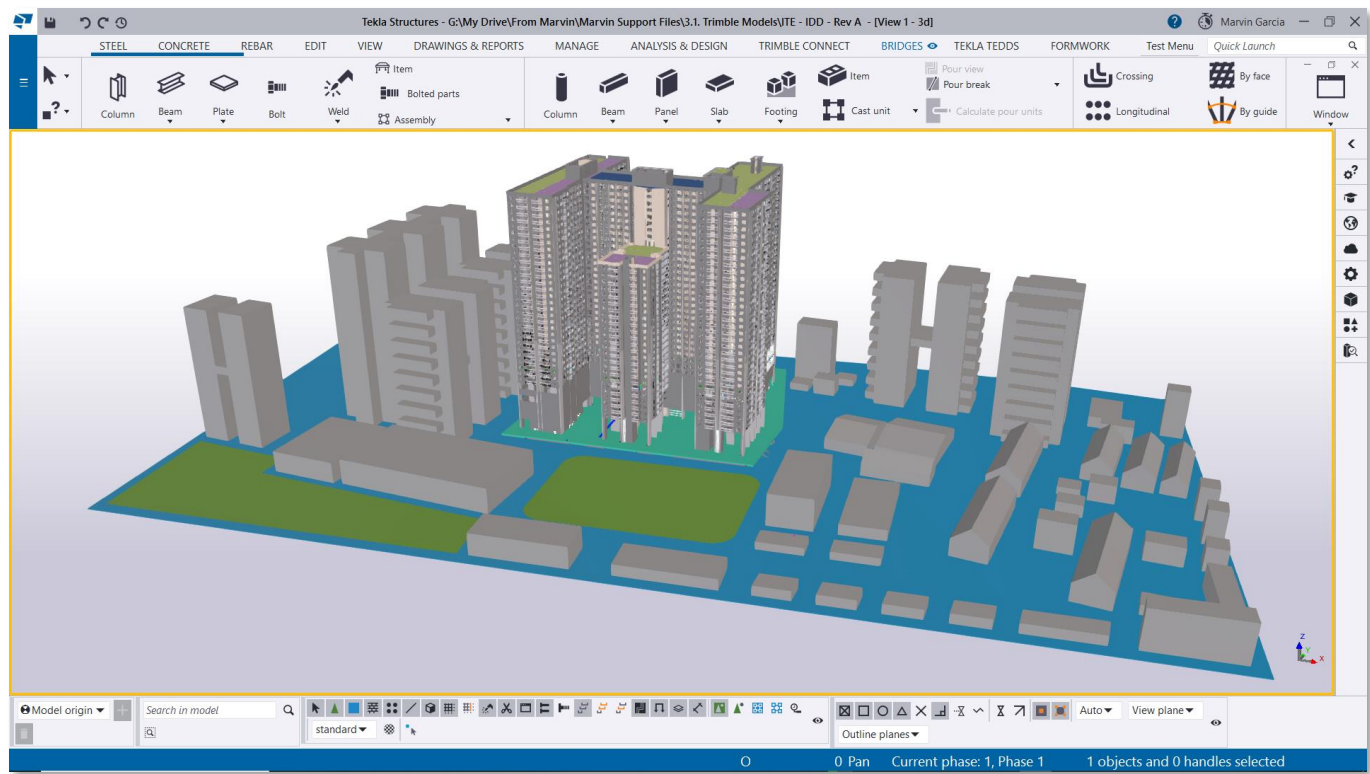 Tekla Structures - G:\My Drive\From Marvin\Marvin Support Files\3.1. Trimble Models\ITE - IDD - Rev A - [View 1 - 3d]
Marvin Garcia
STEEL CONCRETE REBAR EDIT VIEW DRAWINGS & REPORTS MANAGE ANALYSIS & DESIGN TRIMBLE CONNECT BRIDGES TEKLA TEDDS FORMWORK Test Menu Quick Launch
Item Item Pour view
Bolted parts Pour break Crossing By face
Column Beam Plate Bolt Weld Assembly Column Beam Panel Slab Footing Cast unit Calculate pour units Longitudinal By guide Window
Z
Y
X
Model origin Search in model Auto View plane
standard Outline planes
O 0 Pan Current phase: 1, Phase 1 1 objects and 0 handles selected